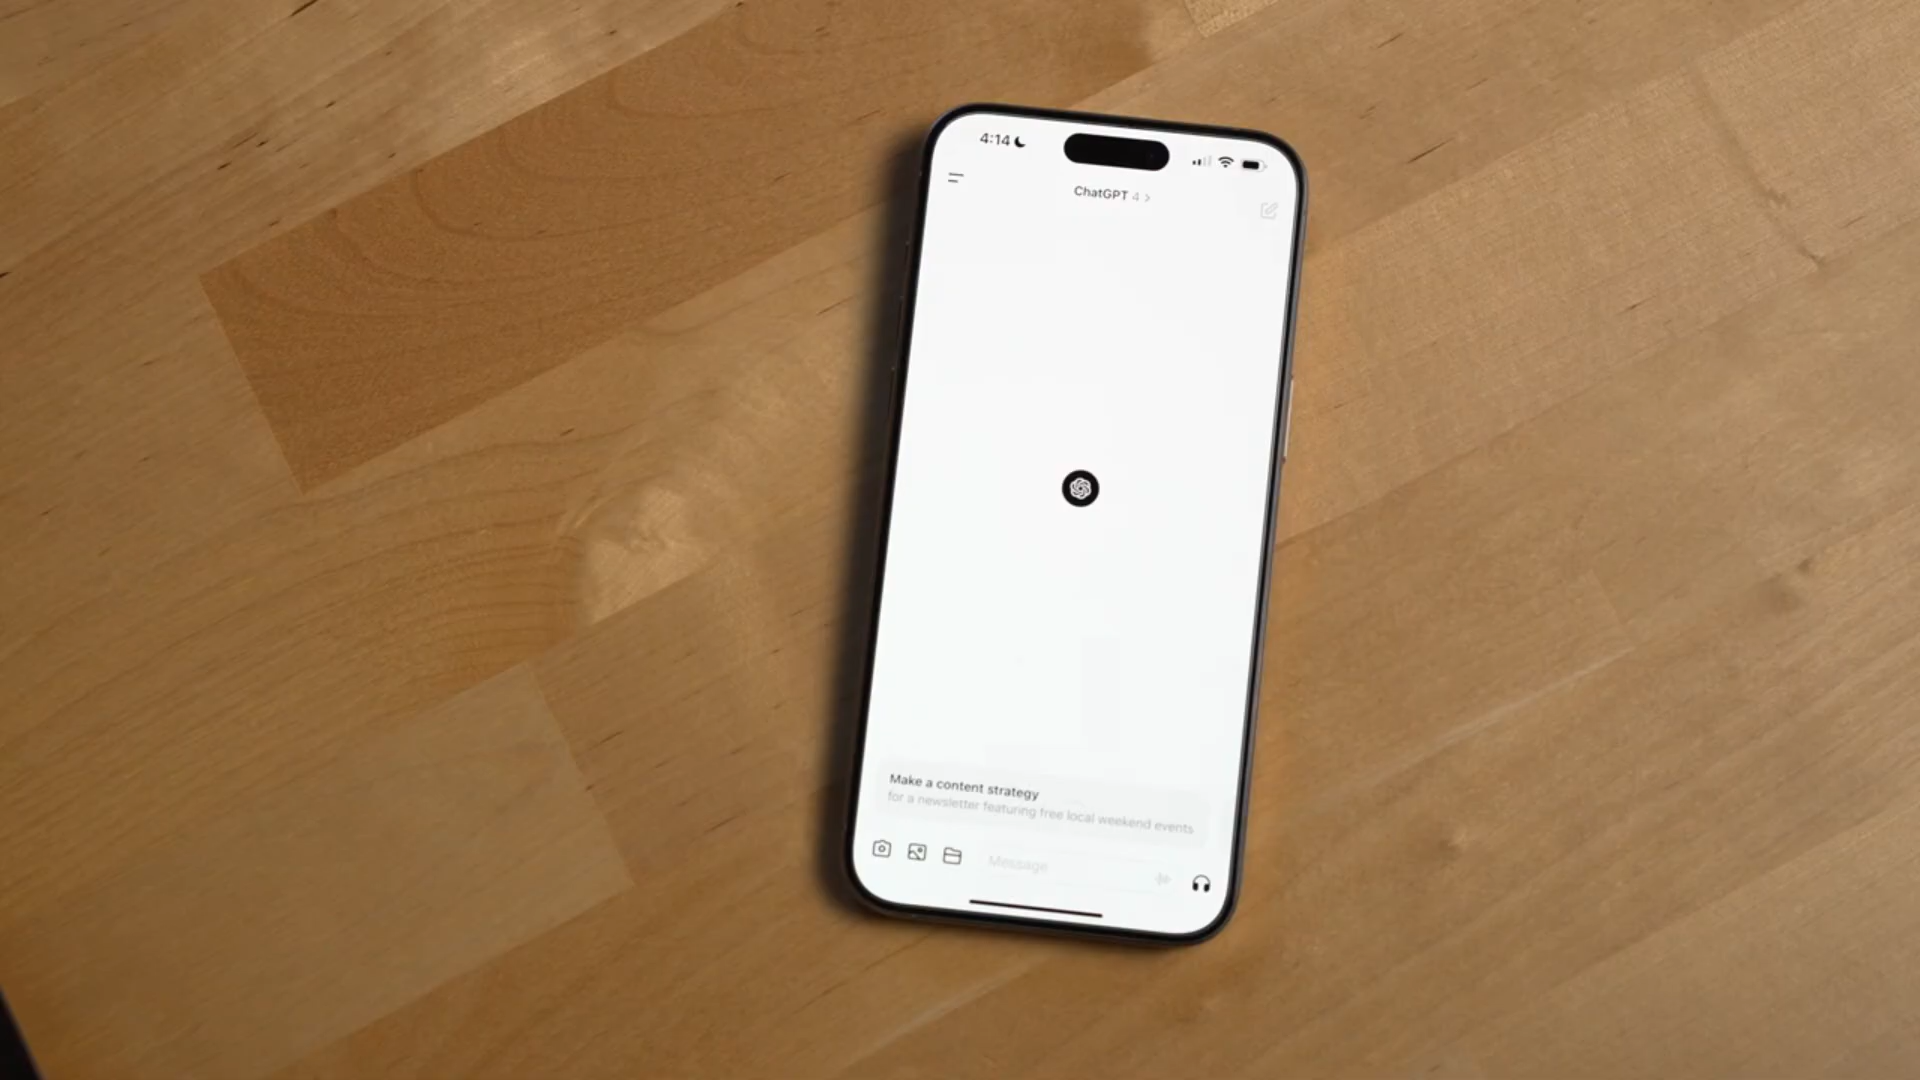 4:14
ChatGPT 4 >
Make a content strategy
for a newsletter featuring free local weekend events
Message